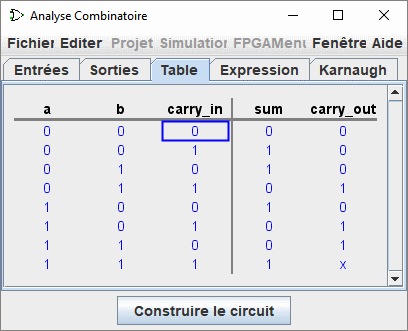 Analyse Combinatoire
Fichier Editer Projet Simulation FPGAMenu Fenêtre Aide
Entrées Sorties Table Expression Karnaugh
a b carry_in sum carry_out
0 0 0 0 0
0 0 1 1 0
0 1 0 1 0
0 1 1 0 1
1 0 0 1 0
1 0 1 0 1
1 1 0 0 1
1 1 1 1 x
Construire le circuit